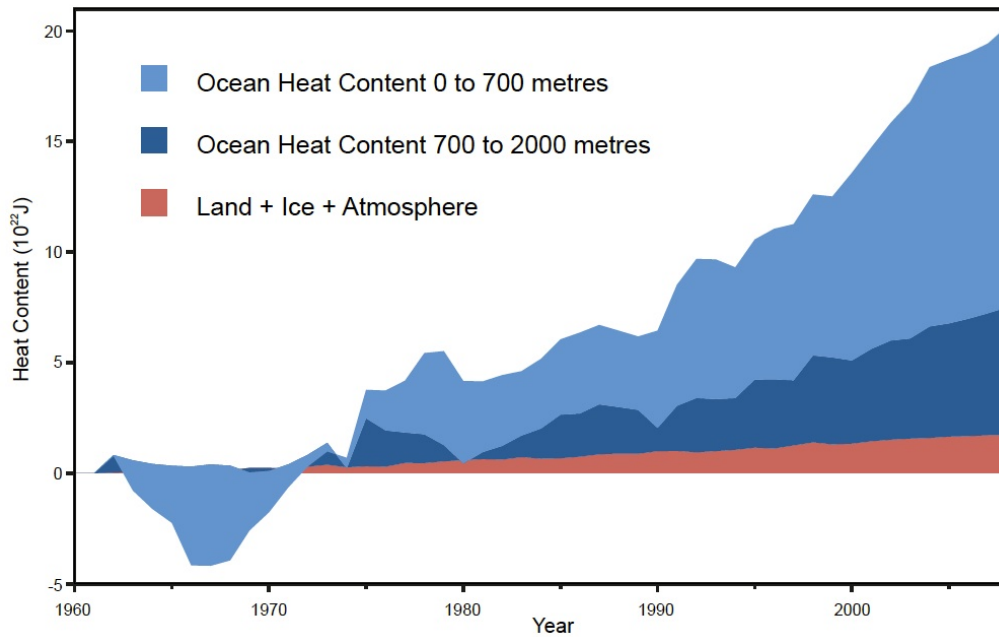 20
15
10
5
0
-5
Heat Content (10²²J)
Ocean Heat Content 0 to 700 metres
Ocean Heat Content 700 to 2000 metres
Land + Ice + Atmosphere
1960 1970 1980 1990 2000
Year